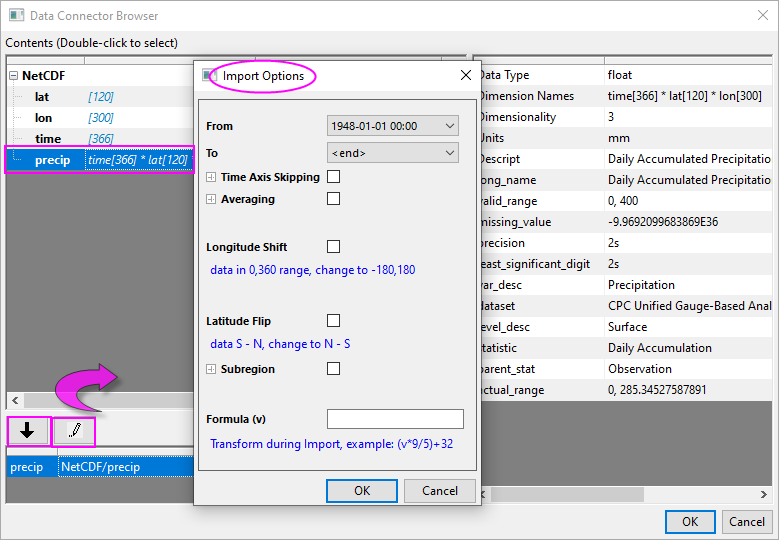 Data Connector Browser
Contents (Double-click to select)
NetCDF
lat [120]
lon [300]
time [366]
precip time[366] * lat[120]
precip NetCDF/precip
Import Options
From 1948-01-01 00:00
To <end>
Time Axis Skipping
Averaging
Longitude Shift
data in 0,360 range, change to -180,180
Latitude Flip
data S - N, change to N - S
Subregion
Formula (v)
Transform during Import, example: (v*9/5)+32
OK Cancel
Data Type float
Dimension Names time[366] * lat[120] * lon[300]
Dimensionality 3
Units mm
Descript Daily Accumulated Precipitatio
ong_name Daily Accumulated Precipitatio
valid_range 0, 400
missing_value -9.9692099683869E36
precision 2s
east_significant_digit 2s
var_desc Precipitation
dataset CPC Unified Gauge-Based Anal
evel_desc Surface
statistic Daily Accumulation
parent_stat Observation
actual_range 0, 285.34527587891
OK Cancel